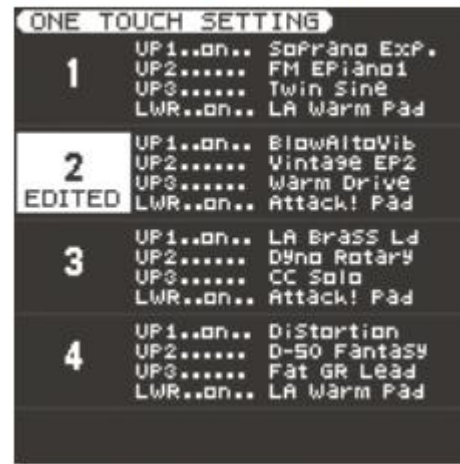 ONE TOUCH SETTING
1
UP1..on.. Soprano Exp.
UP2...... FM EPiano1
UP3...... Twin Sine
LWR..on.. LA Warm Pad
2
EDITED
UP1..on.. BlowAltoVib
UP2...... Vintage EP2
UP3...... Warm Drive
LWR..on.. Attack! Pad
3
UP1..on.. LA Brass Ld
UP2...... Dyno Rotary
UP3...... CC Solo
LWR..on.. Attack! Pad
4
UP1..on.. Distortion
UP2...... D-50 Fantasy
UP3...... Fat GR Lead
LWR..on.. LA Warm Pad